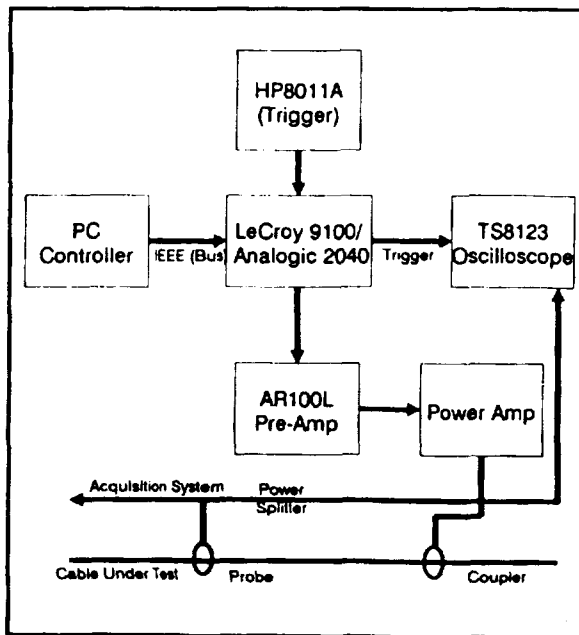 HP8011A
(Trigger)
PC
Controller
IEEE (Bus)
LeCroy 9100/
Analogic 2040
Trigger
TS8123
Oscilloscope
AR100L
Pre-Amp
Power Amp
Acquisition System
Power
Splitter
Cable Under Test
Probe
Coupler